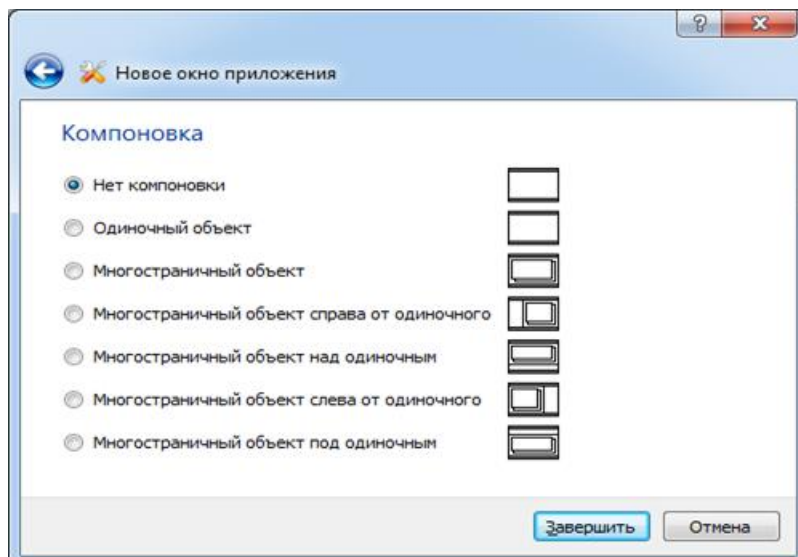 ?
Новое окно приложения
Компоновка
Нет компоновки
Одиночный объект
Многостраничный объект
Многостраничный объект справа от одиночного
Многостраничный объект над одиночным
Многостраничный объект слева от одиночного
Многостраничный объект под одиночным
Завершить Отмена